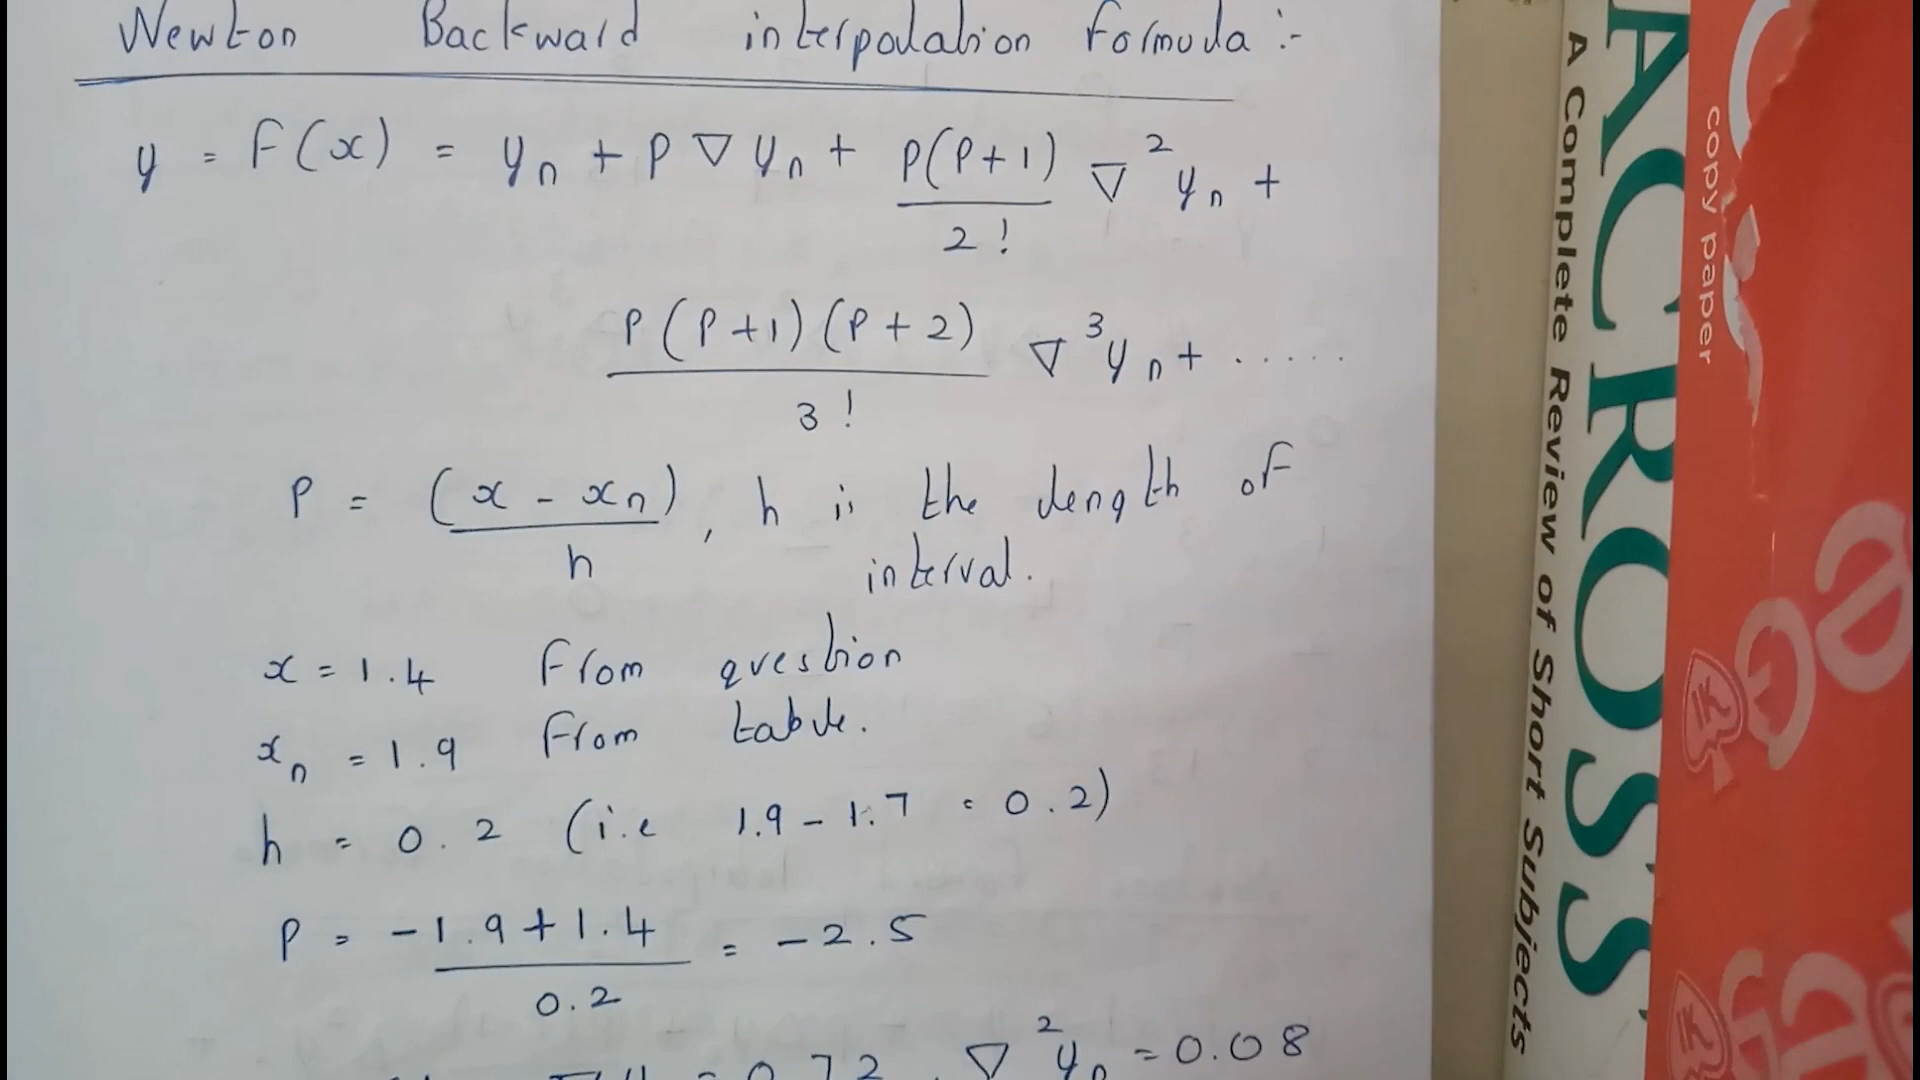 Newton Backward interpolation formula :-
y = f(x) = yₙ + P ∇ yₙ + P(P+1)/2! ∇² yₙ +
P(P+1)(P+2)/3! ∇³ yₙ + .....
P = (x - xₙ)/h , h is the length of
interval.
x = 1.4 from question
xₙ = 1.9 from table.
h = 0.2 (i.e 1.9 - 1.7 = 0.2)
P = -1.9 + 1.4/0.2 = -2.5
= 0.72, ∇² yₙ = 0.08
ACROSS
A Complete Review of Short Subjects
copy paper